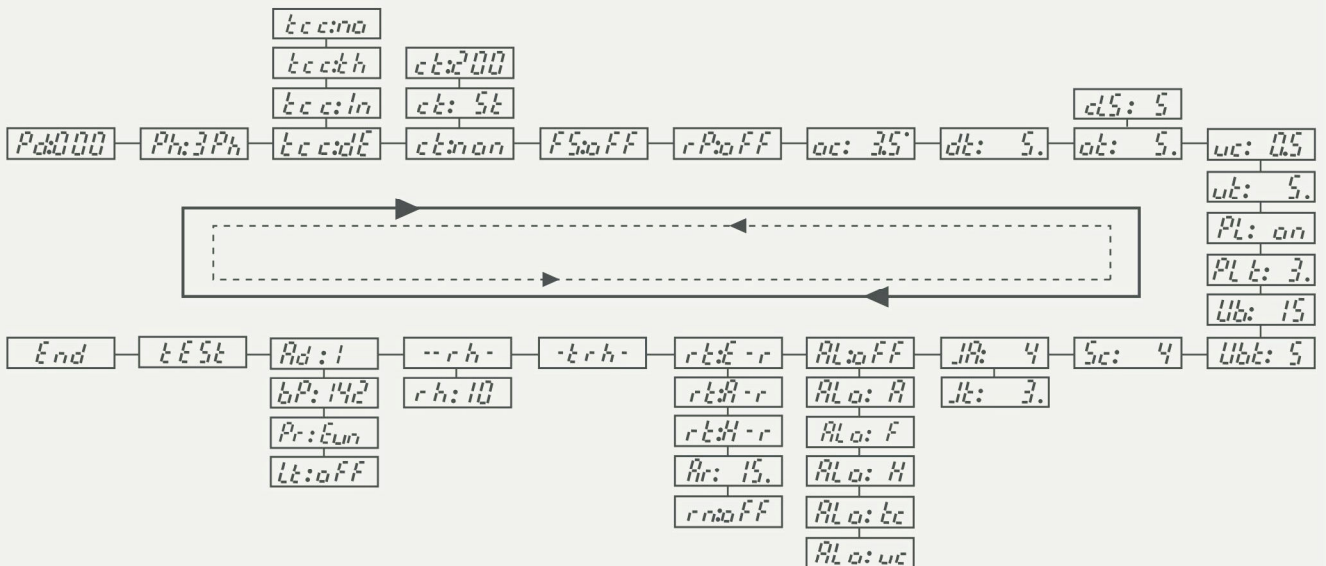 tcc:no
tcc:th
ct:200
tcc:In
ct: St
dS: 5
Pd:000
Ph:3Ph
tcc:dE
ct:non
FS:oFF
rP:oFF
oc: 3.5
dt: 5.
ot: 5.
uc: 0.5
ut: 5.
PL: on
PLt: 3.
Ub: 15
End
tESt
Ad:1
--rh-
-trh-
rt:E-r
AL:oFF
JA: 4
Sc: 4
Ubt: 5
bP:142
rh:10
rt:A-r
ALo: A
Jt: 3.
Pr:Eun
rt:H-r
ALo: F
Lt:oFF
Ar: 15.
ALo: H
rn:oFF
ALo: tc
ALo: uc